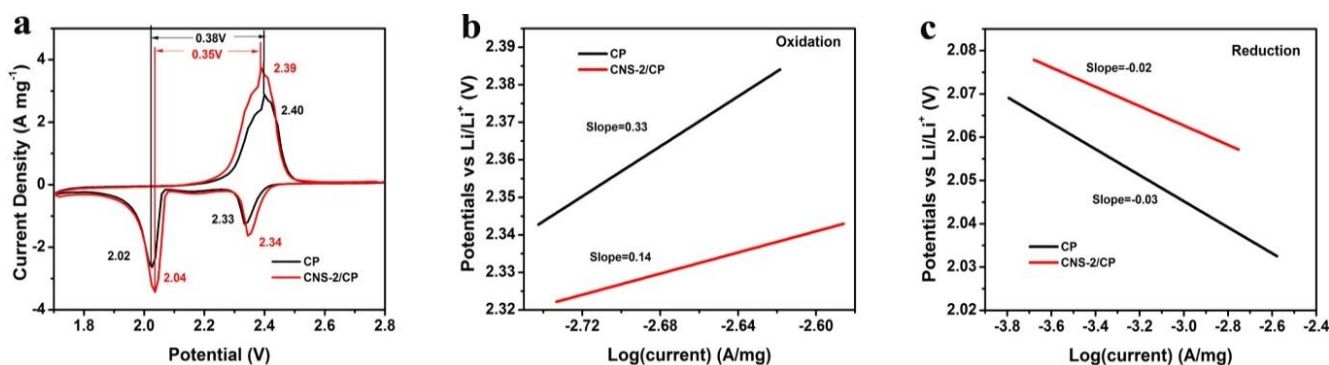 a
0.38V
0.35V
2.39
2.40
2.33
2.34
2.02
2.04
CP
CNS-2/CP
4
2
0
-2
-4
1.8 2.0 2.2 2.4 2.6 2.8
Current Density (A mg⁻¹)
Potential (V)
b
Oxidation
CP
CNS-2/CP
Slope=0.33
Slope=0.14
2.39
2.38
2.37
2.36
2.35
2.34
2.33
2.32
-2.72 -2.68 -2.64 -2.60
Potentials vs Li/Li⁺ (V)
Log(current) (A/mg)
c
Reduction
Slope=-0.02
Slope=-0.03
CP
CNS-2/CP
2.08
2.07
2.06
2.05
2.04
2.03
2.02
-3.8 -3.6 -3.4 -3.2 -3.0 -2.8 -2.6 -2.4
Potentials vs Li/Li⁺ (V)
Log(current) (A/mg)